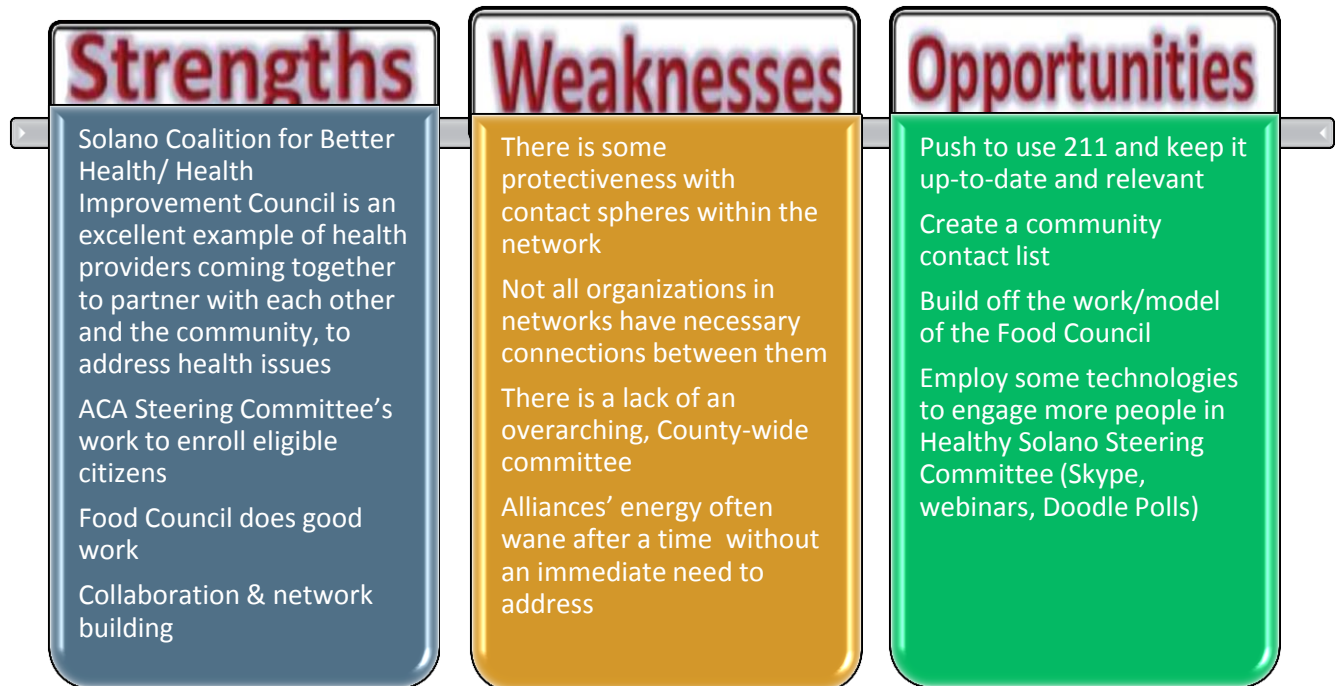 Strengths
Solano Coalition for Better
Health/ Health
Improvement Council is an
excellent example of health
providers coming together
to partner with each other
and the community, to
address health issues
ACA Steering Committee’s
work to enroll eligible
citizens
Food Council does good
work
Collaboration & network
building
Weaknesses
There is some
protectiveness with
contact spheres within the
network
Not all organizations in
networks have necessary
connections between them
There is a lack of an
overarching, County-wide
committee
Alliances’ energy often
wane after a time without
an immediate need to
address
Opportunities
Push to use 211 and keep it
up-to-date and relevant
Create a community
contact list
Build off the work/model
of the Food Council
Employ some technologies
to engage more people in
Healthy Solano Steering
Committee (Skype,
webinars, Doodle Polls)